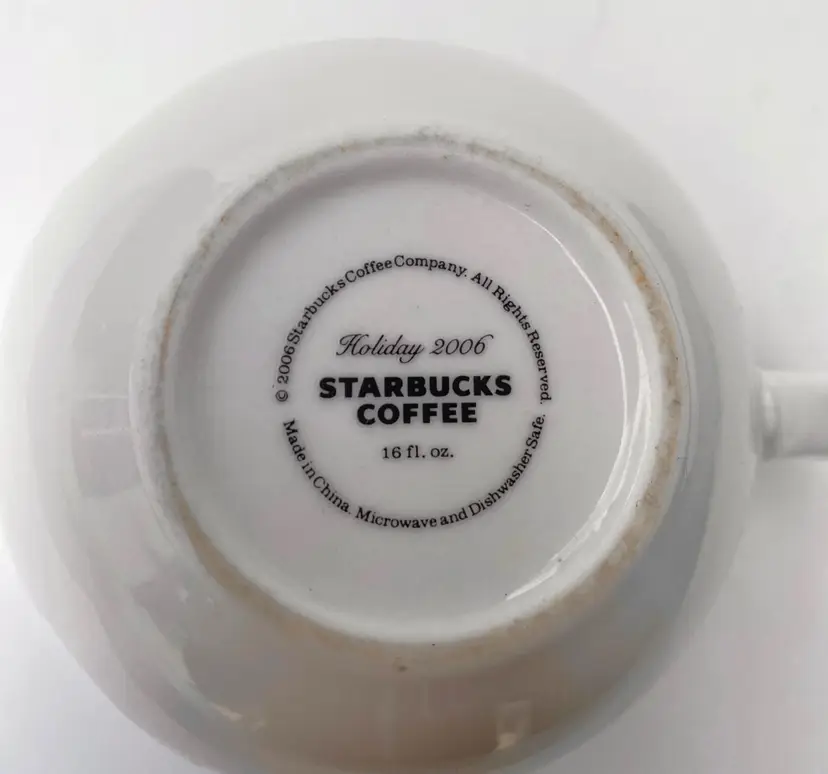 © 2006 Starbucks Coffee Company. All Rights Reserved.
Holiday 2006
STARBUCKS
COFFEE
16 fl. oz.
Made in China. Microwave and Dishwasher Safe.